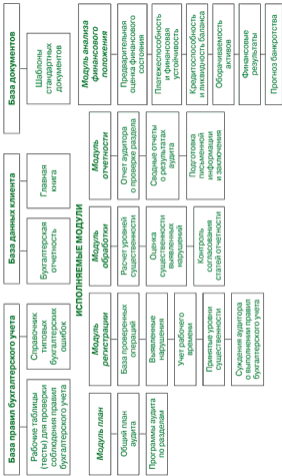 База правил бухгалтерского учета
Рабочие таблицы
(тесты) для проверки
соблюдения правил
бухгалтерского учета
Справочник
типовых
бухгалтерских
ошибок
База данных клиента
Бухгалтерская
отчетность
Главная
книга
База документов
Шаблоны
стандартных
документов
ИСПОЛНЯЕМЫЕ МОДУЛИ
Модуль план
Общий план
аудита
Программы аудита
по разделам
Модуль
регистрации
База проверенных
операций
Выявленные
нарушения
Учет рабочего
времени
Принятые уровни
существенности
Суждения аудитора
о выполнении правил
бухгалтерского учета
Модуль
обработки
Расчет уровней
существенности
Оценка
существенности
выявленных
нарушений
Контроль
согласования
статей отчетности
Модуль
отчетности
Отчет аудитора
о проверке раздела
Сводные отчеты
о результатах
аудита
Подготовка
письменной
информации
и заключения
Модуль анализа
финансового
положения
Предварительная
оценка финансового
состояния
Платежеспособность
и финансовая
устойчивость
Кредитоспособность
и ликвидность баланса
Оборачиваемость
активов
Финансовые
результаты
Прогноз банкротства